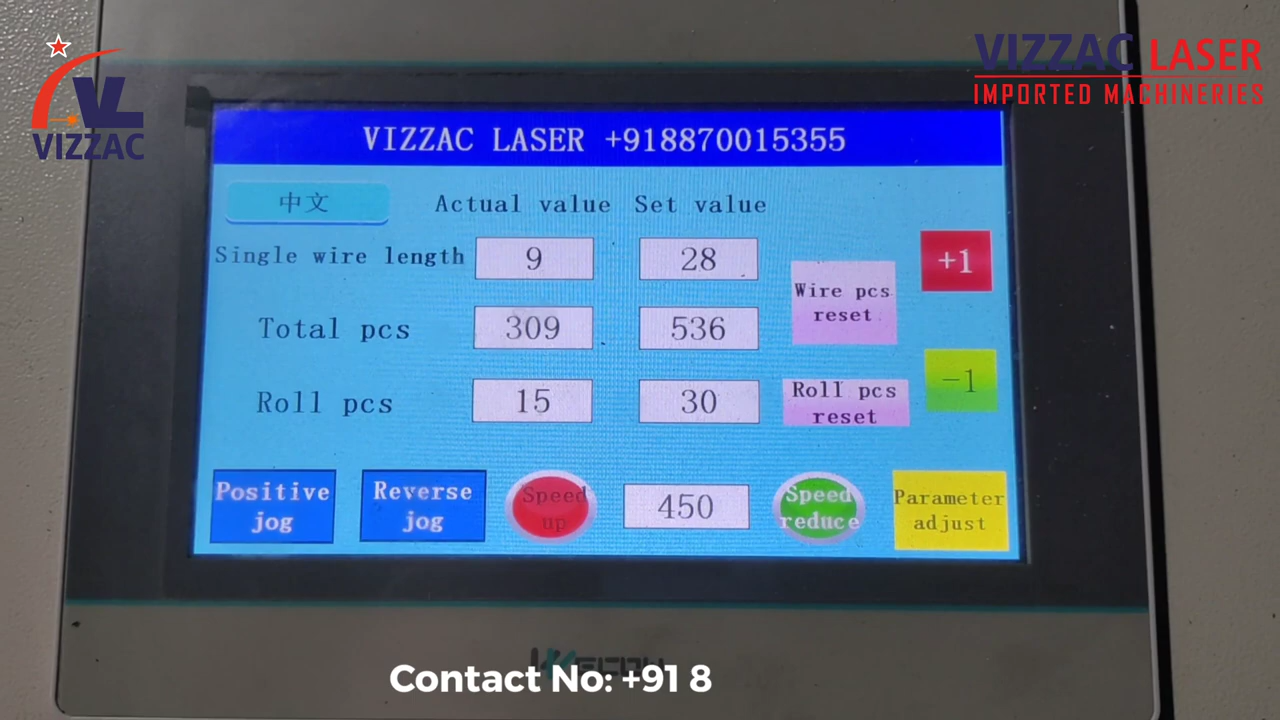 VIZZAC LASER
IMPORTED MACHINERIES
VL
VIZZAC
VIZZAC LASER +918870015355
中文
Actual value Set value
Single wire length 9 28
Wire pcs
reset
+1
Total pcs 309 536
-1
Roll pcs 15 30
Roll pcs
reset
Positive
jog
Reverse
jog
Speed
up
450
Speed
reduce
Parameter
adjust
WECON
Contact No: +91 8